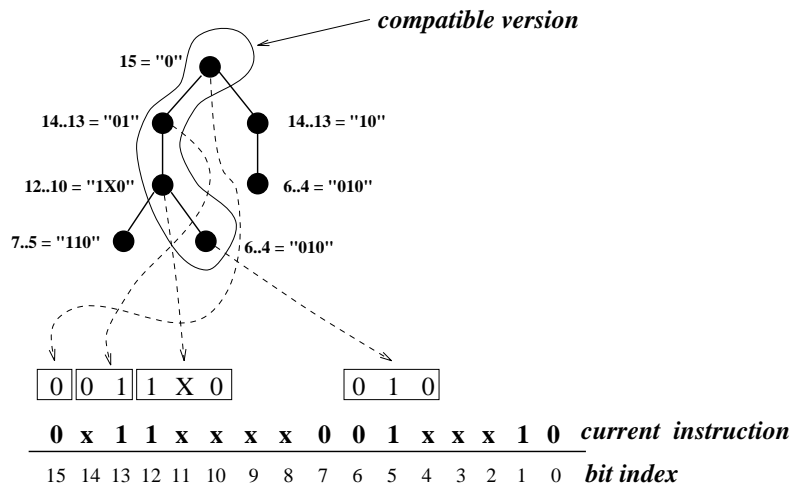 compatible version
15 = "0"
14..13 = "01"
14..13 = "10"
12..10 = "1X0"
6..4 = "010"
7..5 = "110"
6..4 = "010"
0 0 1 1 X 0 0 1 0
0 x 1 1 x x x x 0 0 1 x x x 1 0 current instruction
15 14 13 12 11 10 9 8 7 6 5 4 3 2 1 0 bit index